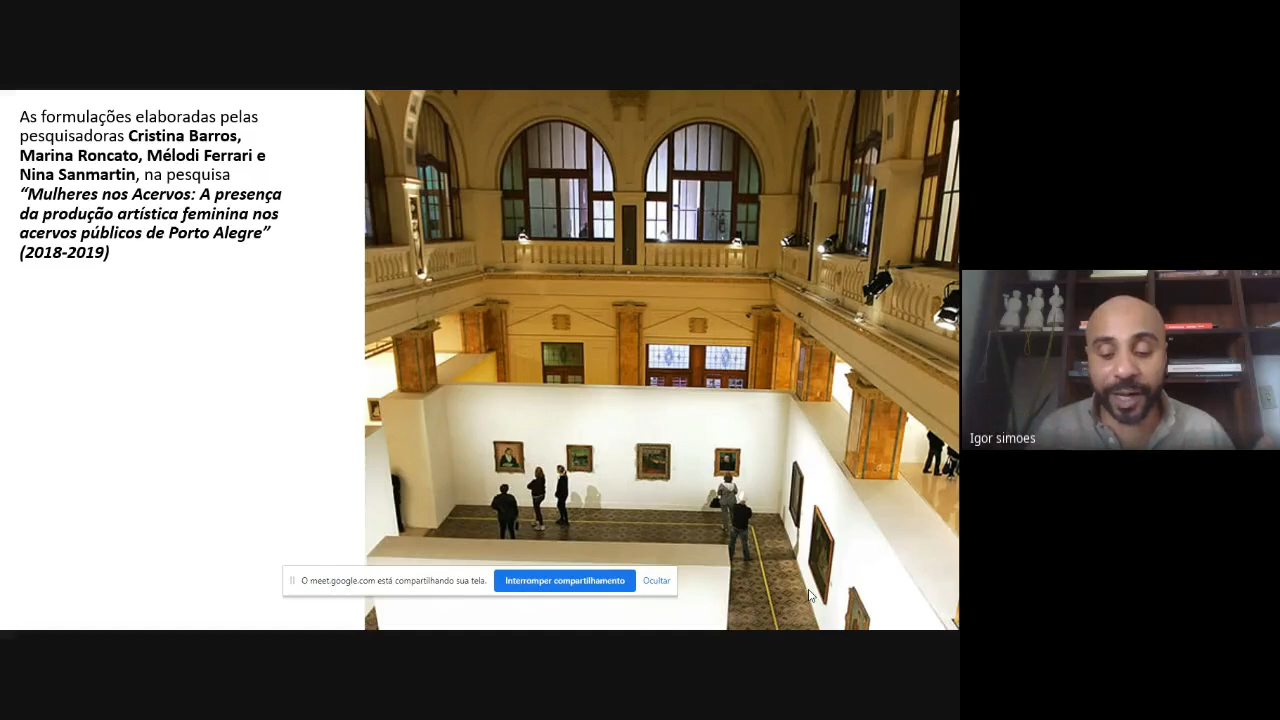 As formulações elaboradas pelas
pesquisadoras Cristina Barros,
Marina Roncato, Mélodi Ferrari e
Nina Sanmartin, na pesquisa
“Mulheres nos Acervos: A presença
da produção artística feminina nos
acervos públicos de Porto Alegre”
(2018-2019)
O meet.google.com está compartilhando sua tela. Interromper compartilhamento Ocultar
Igor simoes